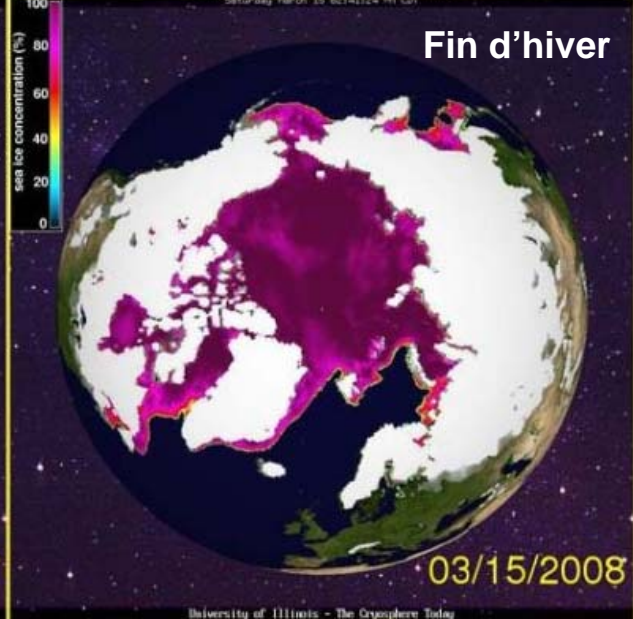 100
80
60
40
20
0
sea ice concentration (%)
Fin d’hiver
03/15/2008
University of Illinois - The Cryosphere Today